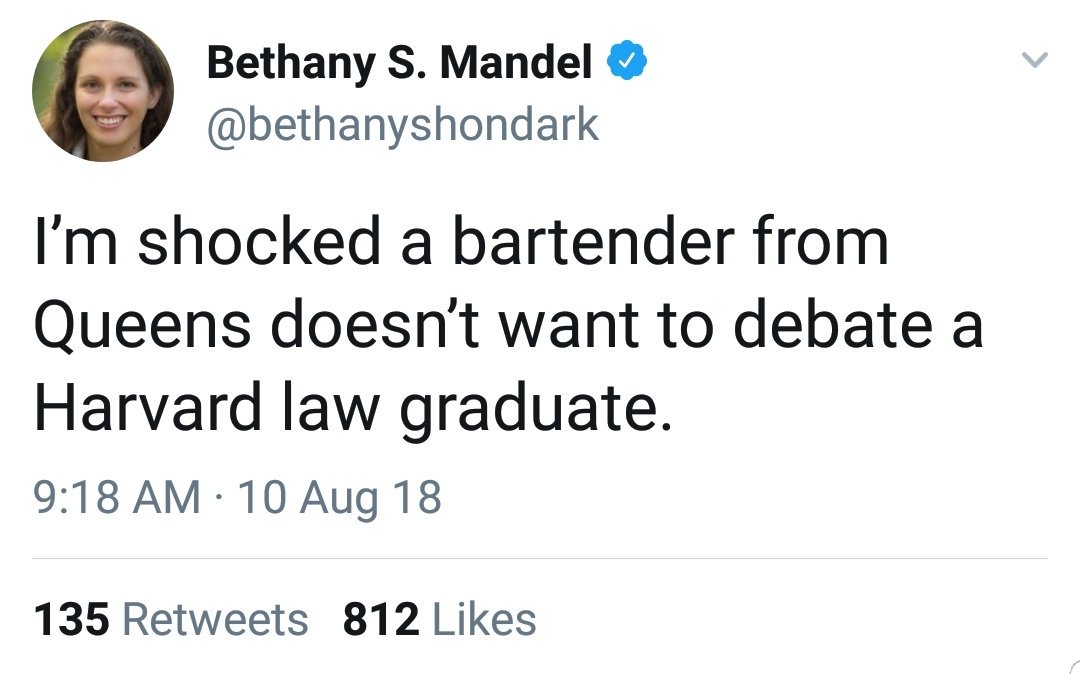 Bethany S. Mandel
@bethanyshondark
I’m shocked a bartender from
Queens doesn’t want to debate a
Harvard law graduate.
9:18 AM · 10 Aug 18
135 Retweets 812 Likes